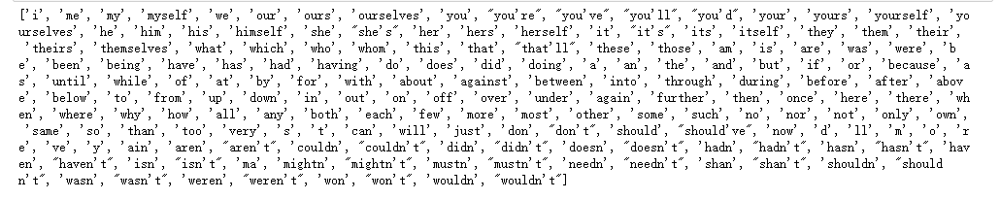 ['i', 'me', 'my', 'myself', 'we', 'our', 'ours', 'ourselves', 'you', "you're", "you've", "you'll", "you'd", 'your', 'yours', 'yourself', 'yo
urselves', 'he', 'him', 'his', 'himself', 'she', "she's", 'her', 'hers', 'herself', 'it', "it's", 'its', 'itself', 'they', 'them', 'their',
'theirs', 'themselves', 'what', 'which', 'who', 'whom', 'this', 'that', "that'll", 'these', 'those', 'am', 'is', 'are', 'was', 'were', 'b
e', 'been', 'being', 'have', 'has', 'had', 'having', 'do', 'does', 'did', 'doing', 'a', 'an', 'the', 'and', 'but', 'if', 'or', 'because', 'a
s', 'until', 'while', 'of', 'at', 'by', 'for', 'with', 'about', 'against', 'between', 'into', 'through', 'during', 'before', 'after', 'abov
e', 'below', 'to', 'from', 'up', 'down', 'in', 'out', 'on', 'off', 'over', 'under', 'again', 'further', 'then', 'once', 'here', 'there', 'wh
en', 'where', 'why', 'how', 'all', 'any', 'both', 'each', 'few', 'more', 'most', 'other', 'some', 'such', 'no', 'nor', 'not', 'only', 'own',
'same', 'so', 'than', 'too', 'very', 's', 't', 'can', 'will', 'just', 'don', "don't", 'should', "should've", 'now', 'd', 'll', 'm', 'o', 'r
e', 've', 'y', 'ain', 'aren', "aren't", 'couldn', "couldn't", 'didn', "didn't", 'doesn', "doesn't", 'hadn', "hadn't", 'hasn', "hasn't", 'hav
en', "haven't", 'isn', "isn't", 'ma', 'mightn', "mightn't", 'mustn', "mustn't", 'needn', "needn't", 'shan', "shan't", 'shouldn', "should
n't", 'wasn', "wasn't", 'weren', "weren't", 'won', "won't", 'wouldn', "wouldn't"]